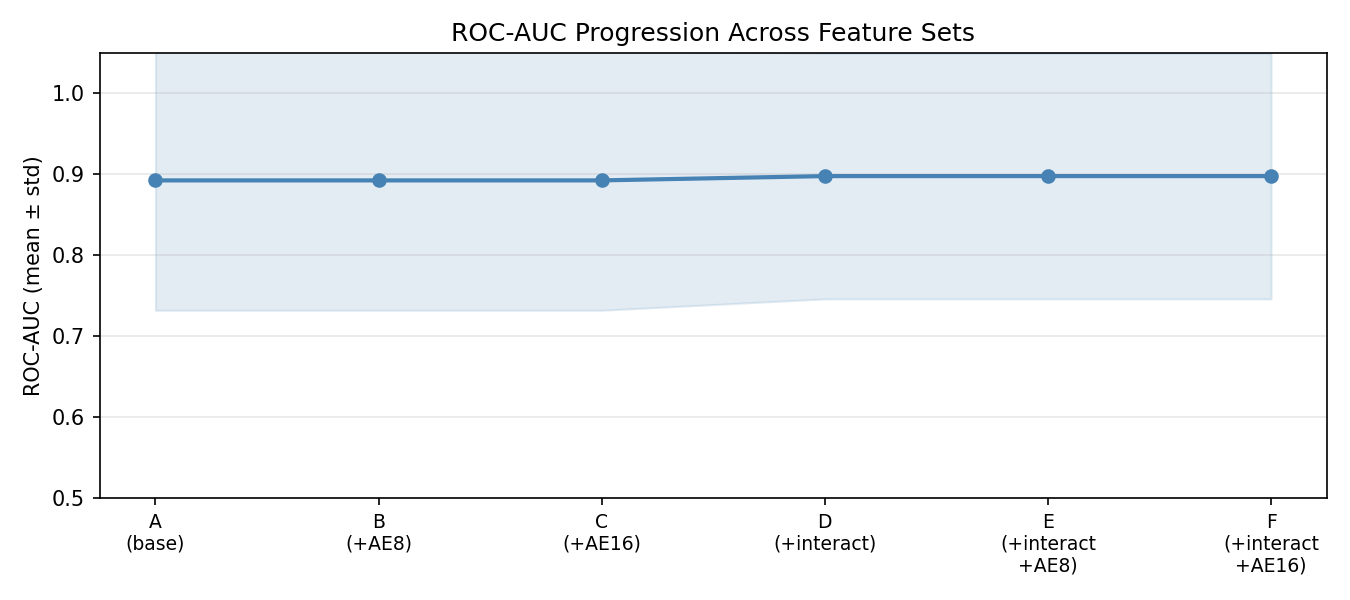 ROC-AUC Progression Across Feature Sets
ROC-AUC (mean ± std)
1.0
0.9
0.8
0.7
0.6
0.5
A
(base)
B
(+AE8)
C
(+AE16)
D
(+interact)
E
(+interact
+AE8)
F
(+interact
+AE16)